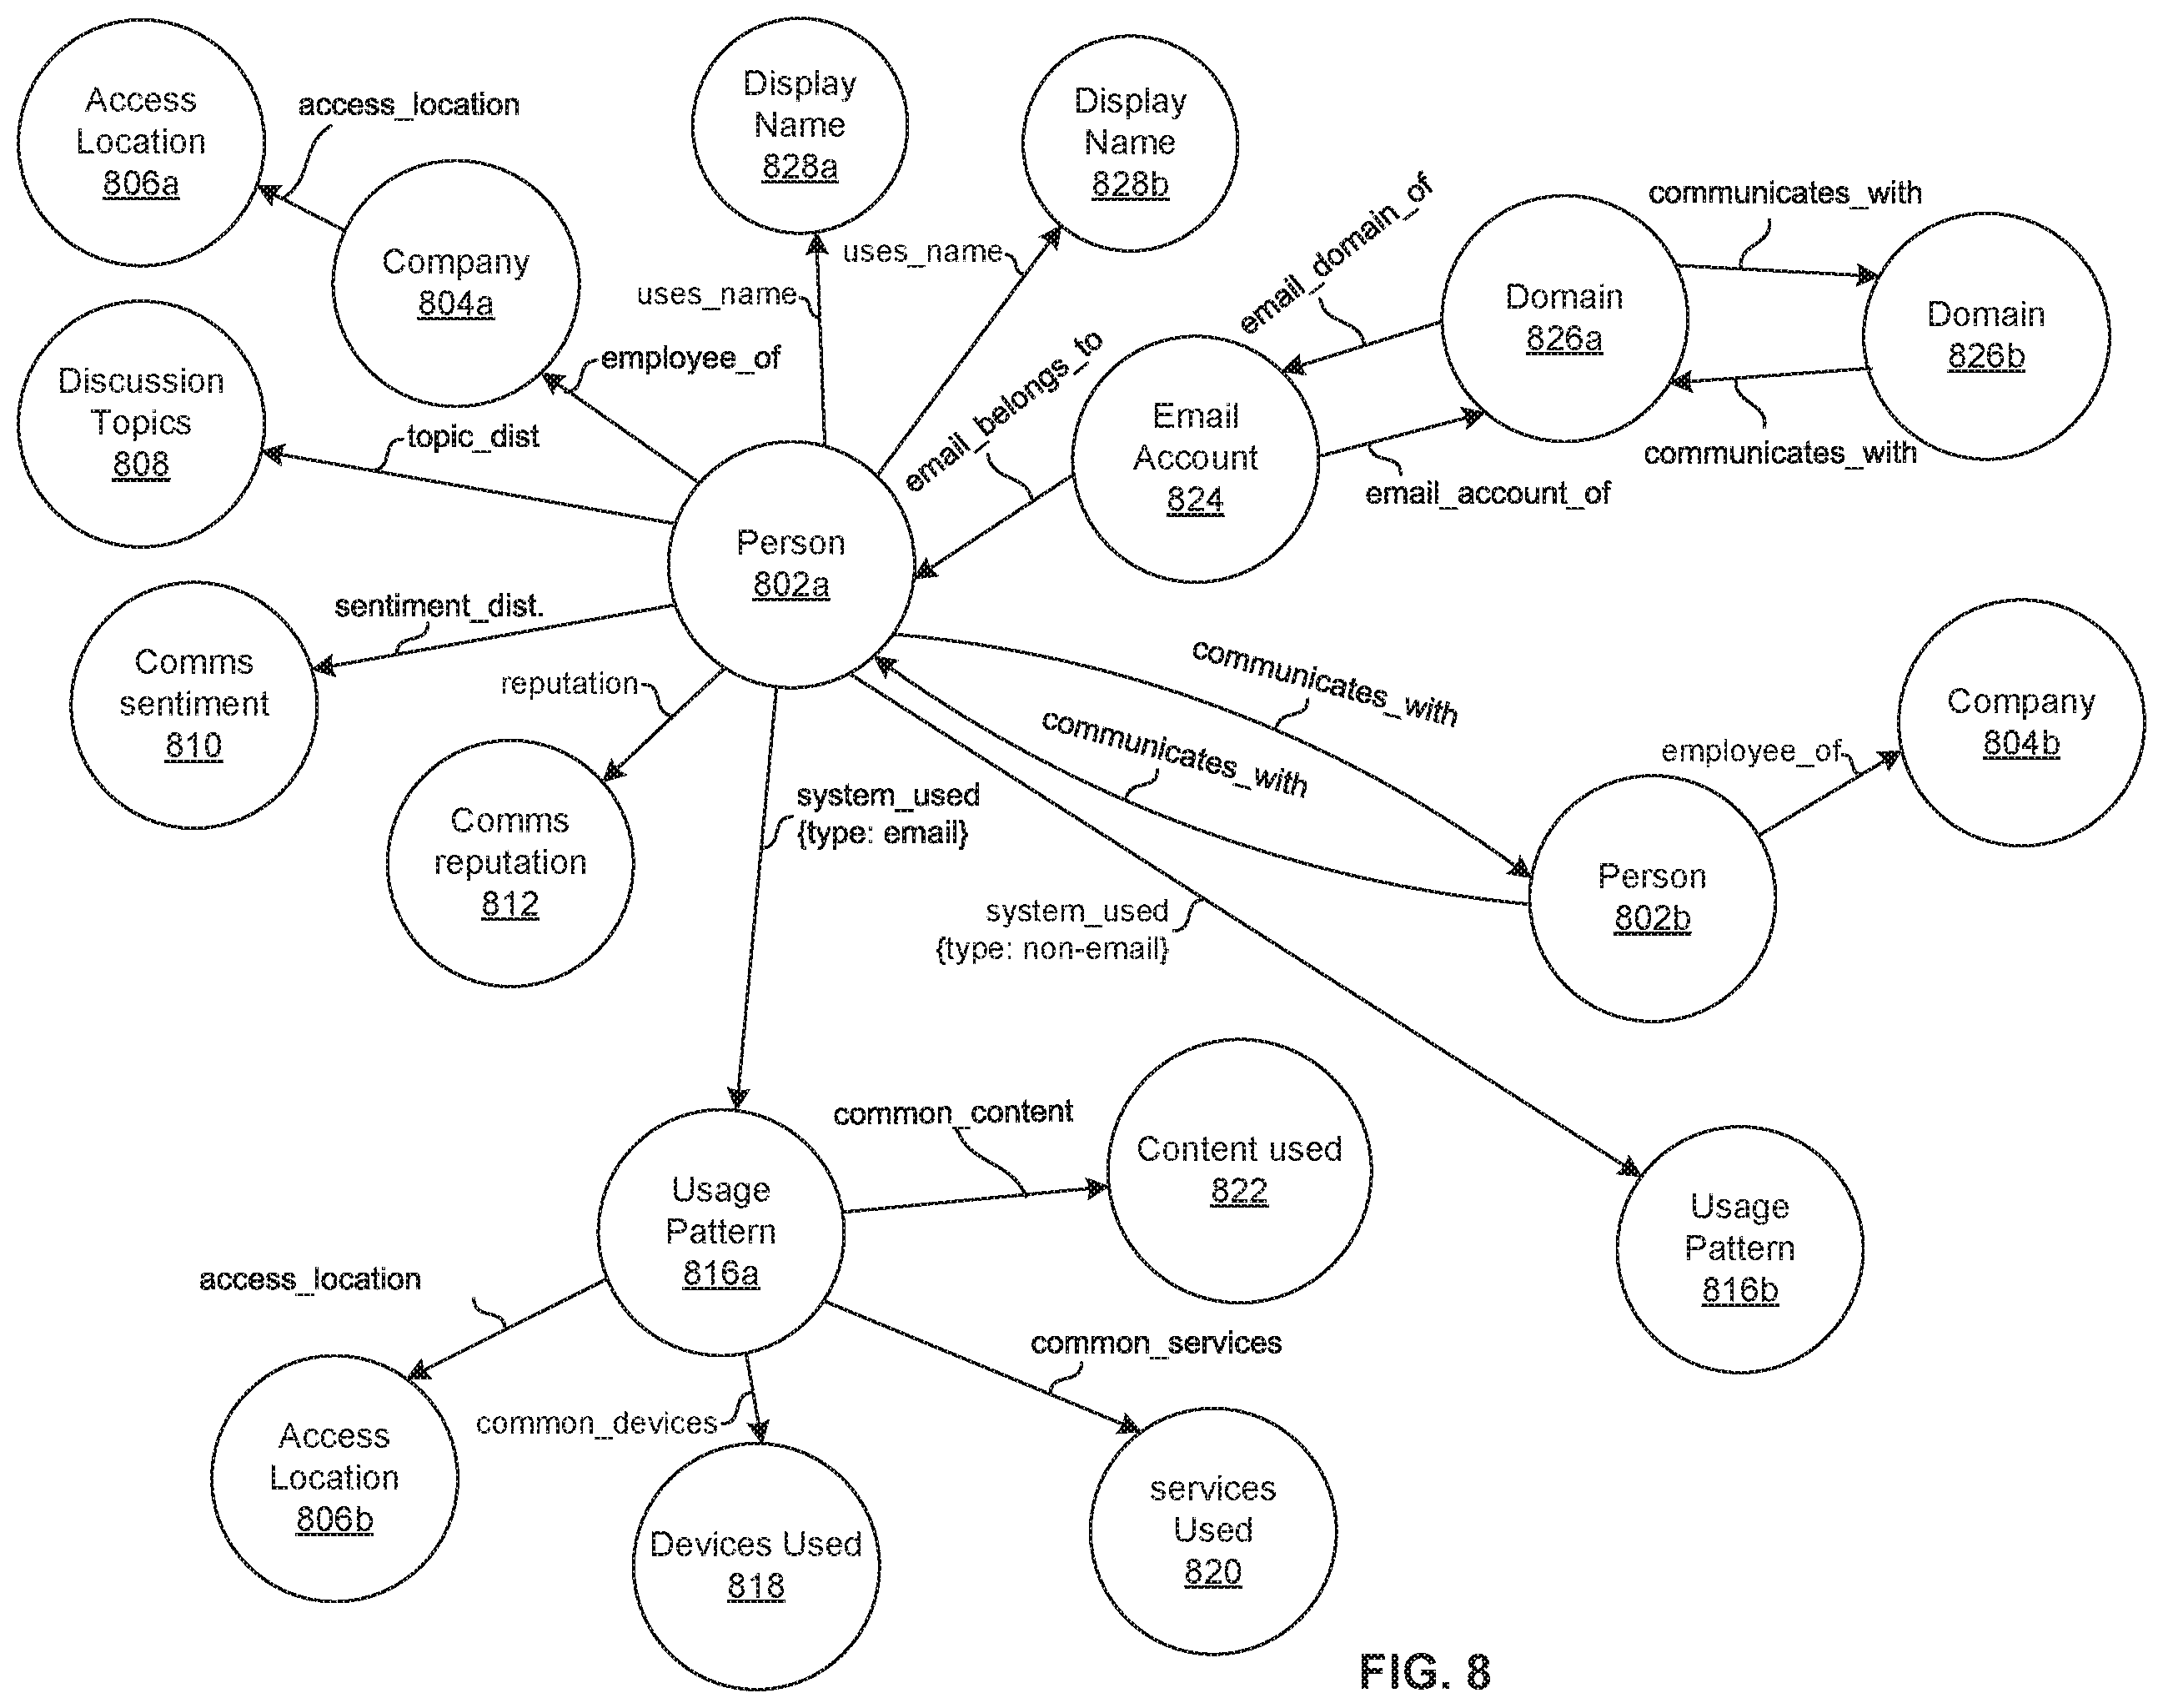 Access
Location
806a
access_location
Company
804a
Display
Name
828a
Display
Name
828b
uses_name
uses_name
employee_of
Discussion
Topics
808
topic_dist
email_belongs_to
email_domain_of
Email
Account
824
email_account_of
Domain
826a
communicates_with
Domain
826b
communicates_with
Person
802a
sentiment_dist.
Comms
sentiment
810
reputation
Comms
reputation
812
system_used
{type: email}
communicates_with
communicates_with
system_used
{type: non-email}
Person
802b
employee_of
Company
804b
Usage
Pattern
816a
common_content
Content used
822
Usage
Pattern
816b
access_location
Access
Location
806b
common_devices
Devices Used
818
common_services
services
Used
820
FIG. 8